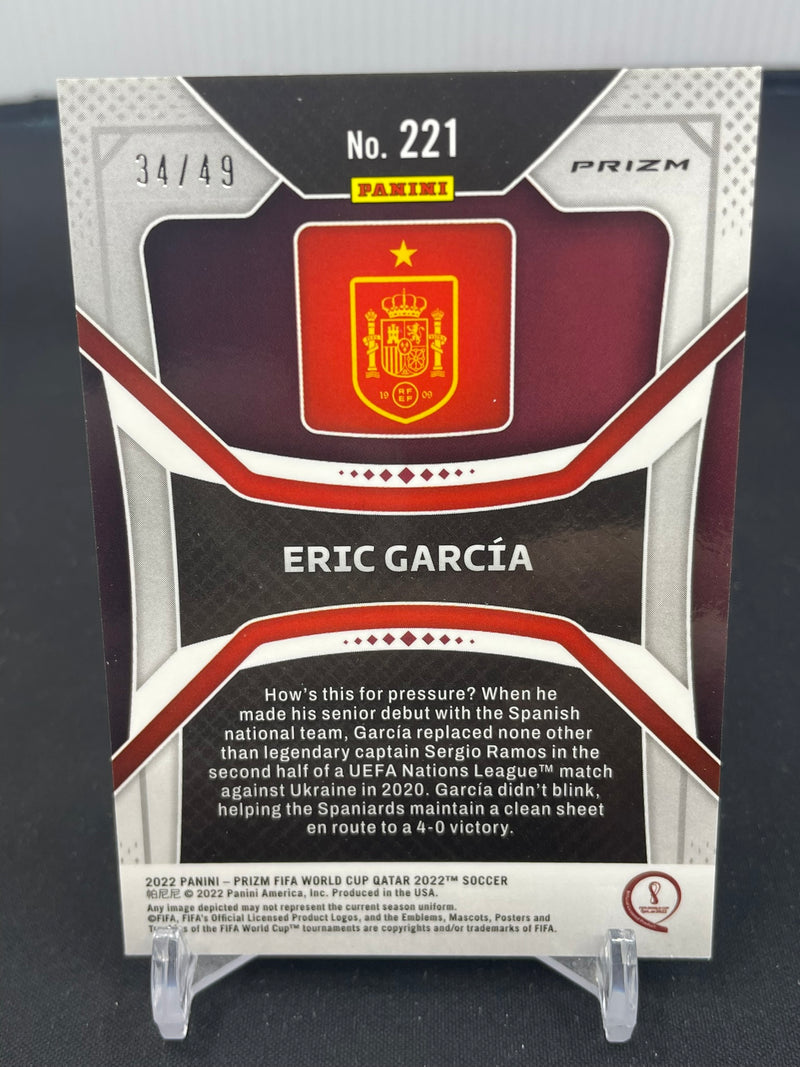 No. 221
34/49
PRIZM
PANINI
19 RF EF 09
ERIC GARCÍA
How's this for pressure? When he
made his senior debut with the Spanish
national team, García replaced none other
than legendary captain Sergio Ramos in the
second half of a UEFA Nations League™ match
against Ukraine in 2020. García didn't blink,
helping the Spaniards maintain a clean sheet
en route to a 4-0 victory.
2022 PANINI – PRIZM FIFA WORLD CUP QATAR 2022™ SOCCER
帕尼尼 © 2022 Panini America, Inc. Produced in the USA.
Any image depicted may not represent the current season uniform.
©FIFA, FIFA's Official Licensed Product Logos, and the Emblems, Mascots, Posters and
of the FIFA World Cup™ tournaments are copyrights and/or trademarks of FIFA.